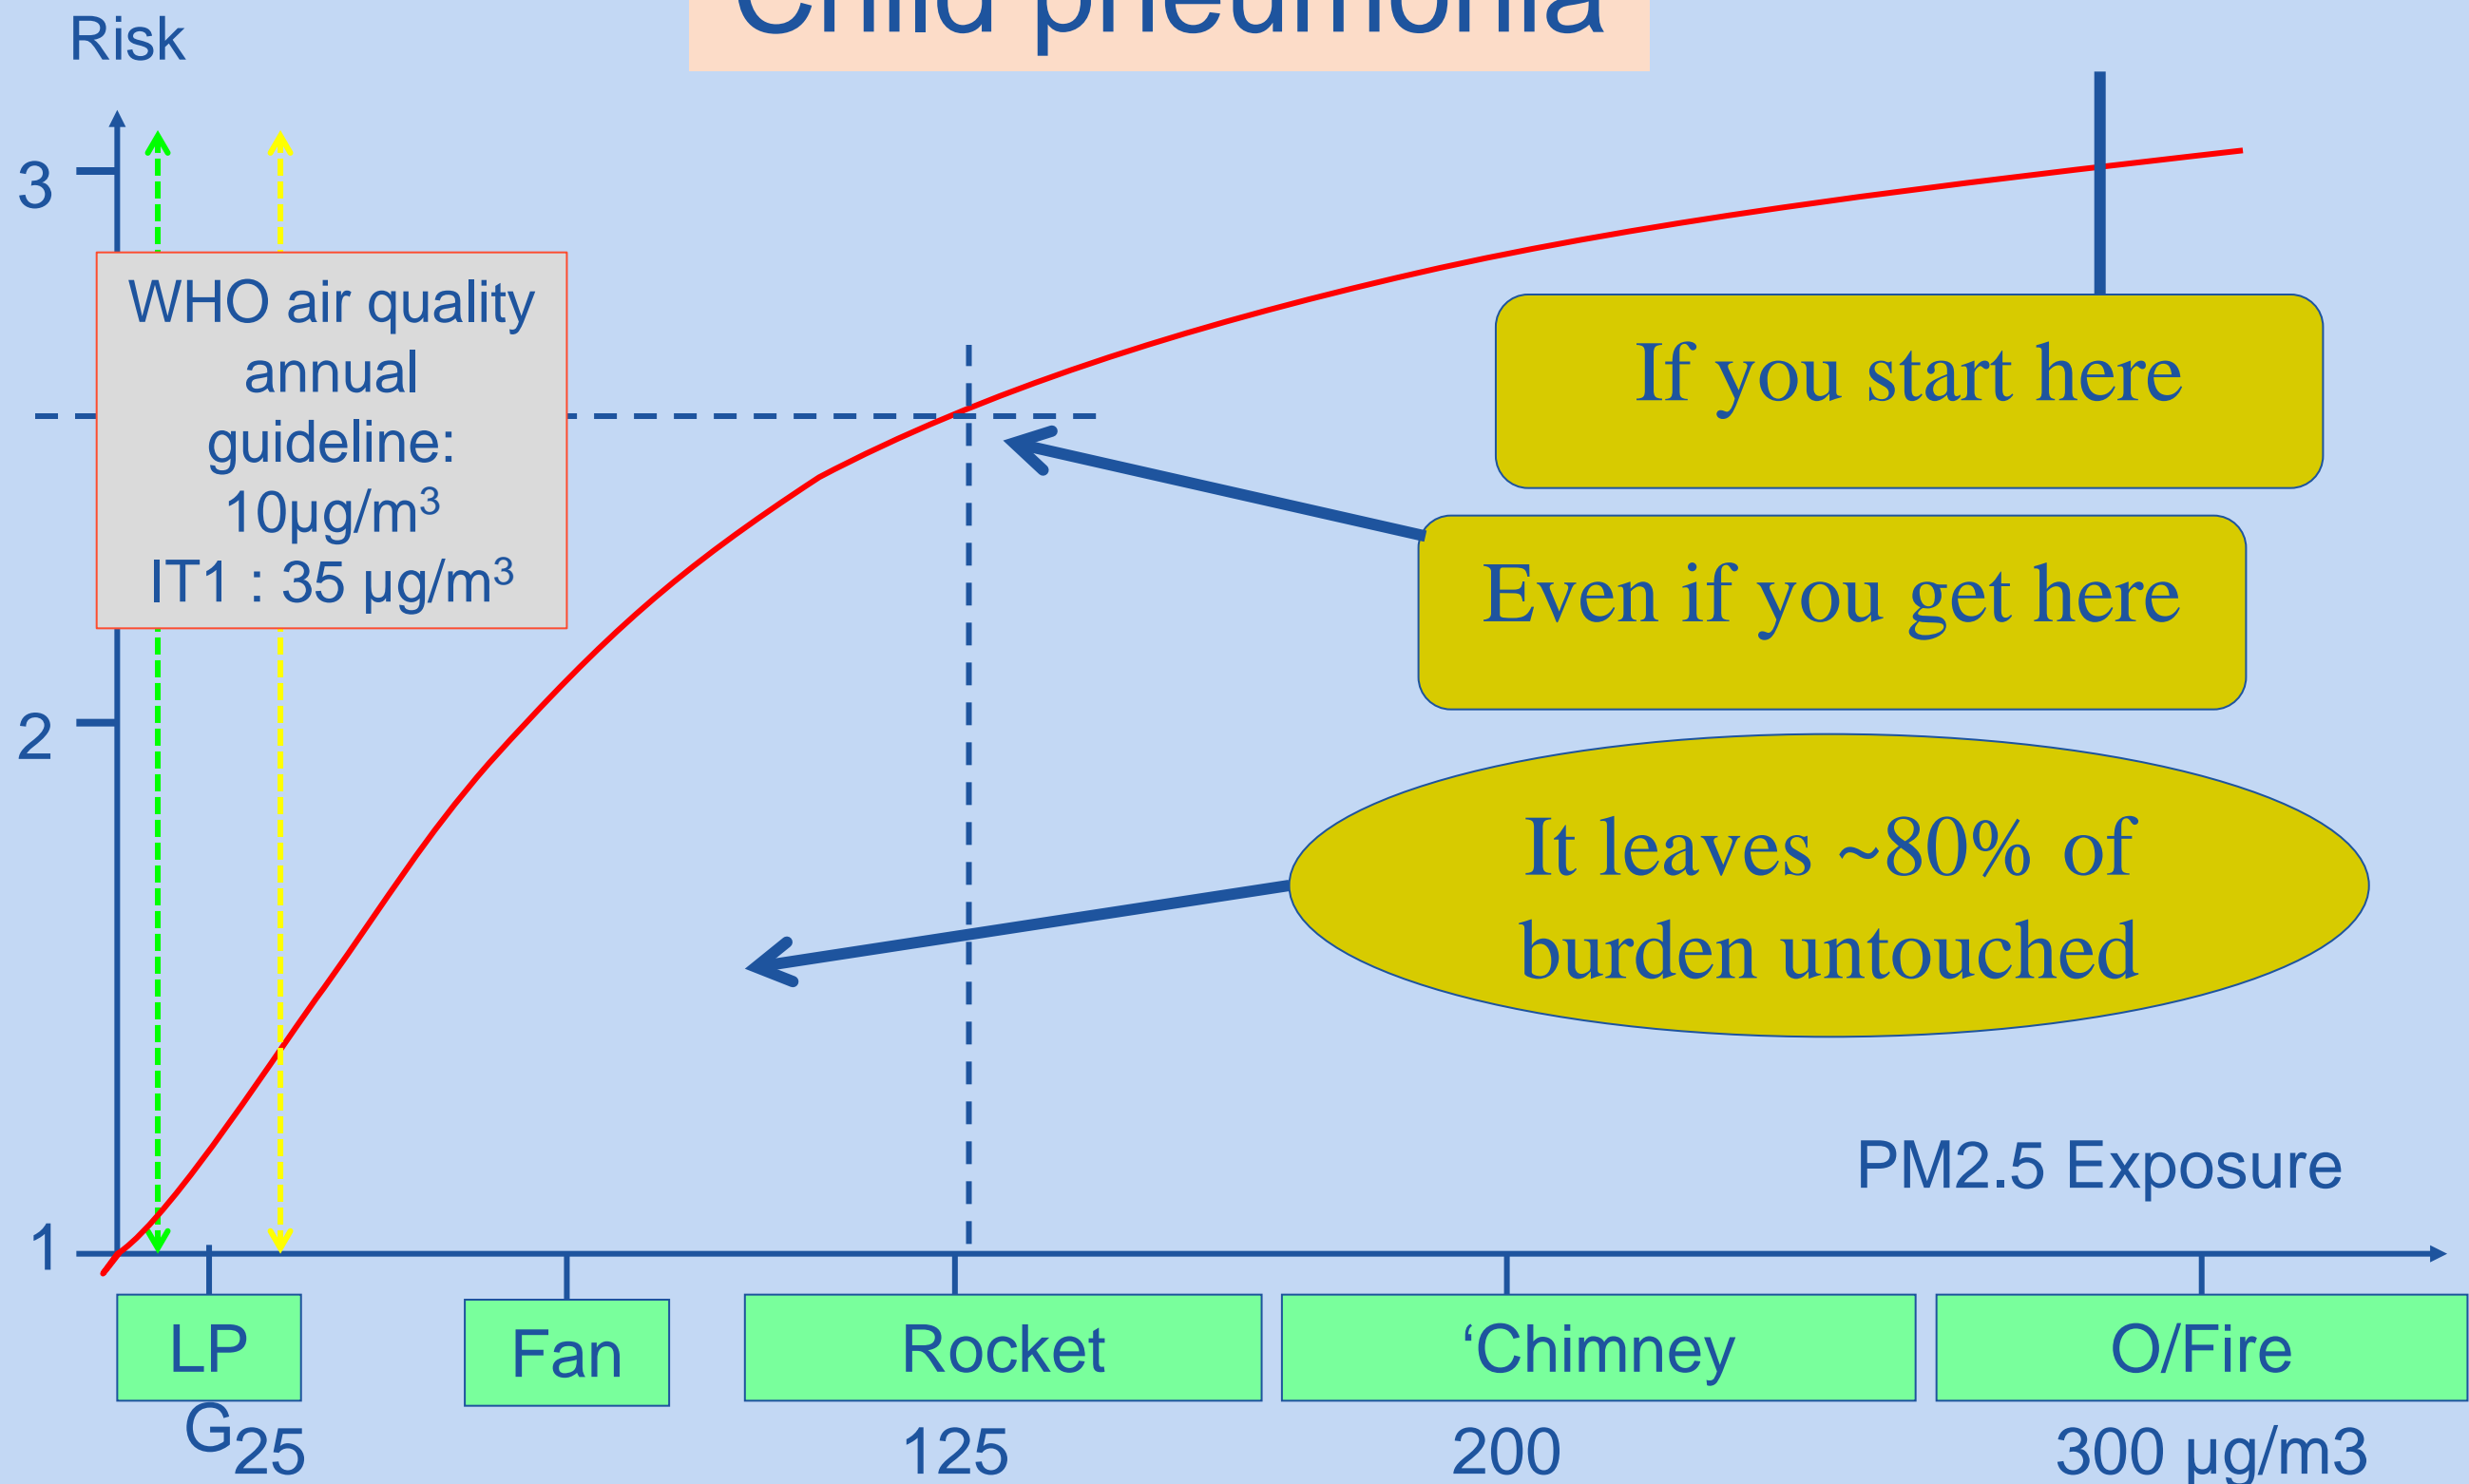 Child pneumonia
Risk
3
2
1
WHO air quality
annual
guideline:
10µg/m³
IT1 : 35 µg/m³
If you start here
Even if you get here
It leaves ~80% of
burden untouched
PM2.5 Exposure
LP
G
Fan
Rocket
‘Chimney
O/Fire
25
125
200
300 µg/m3